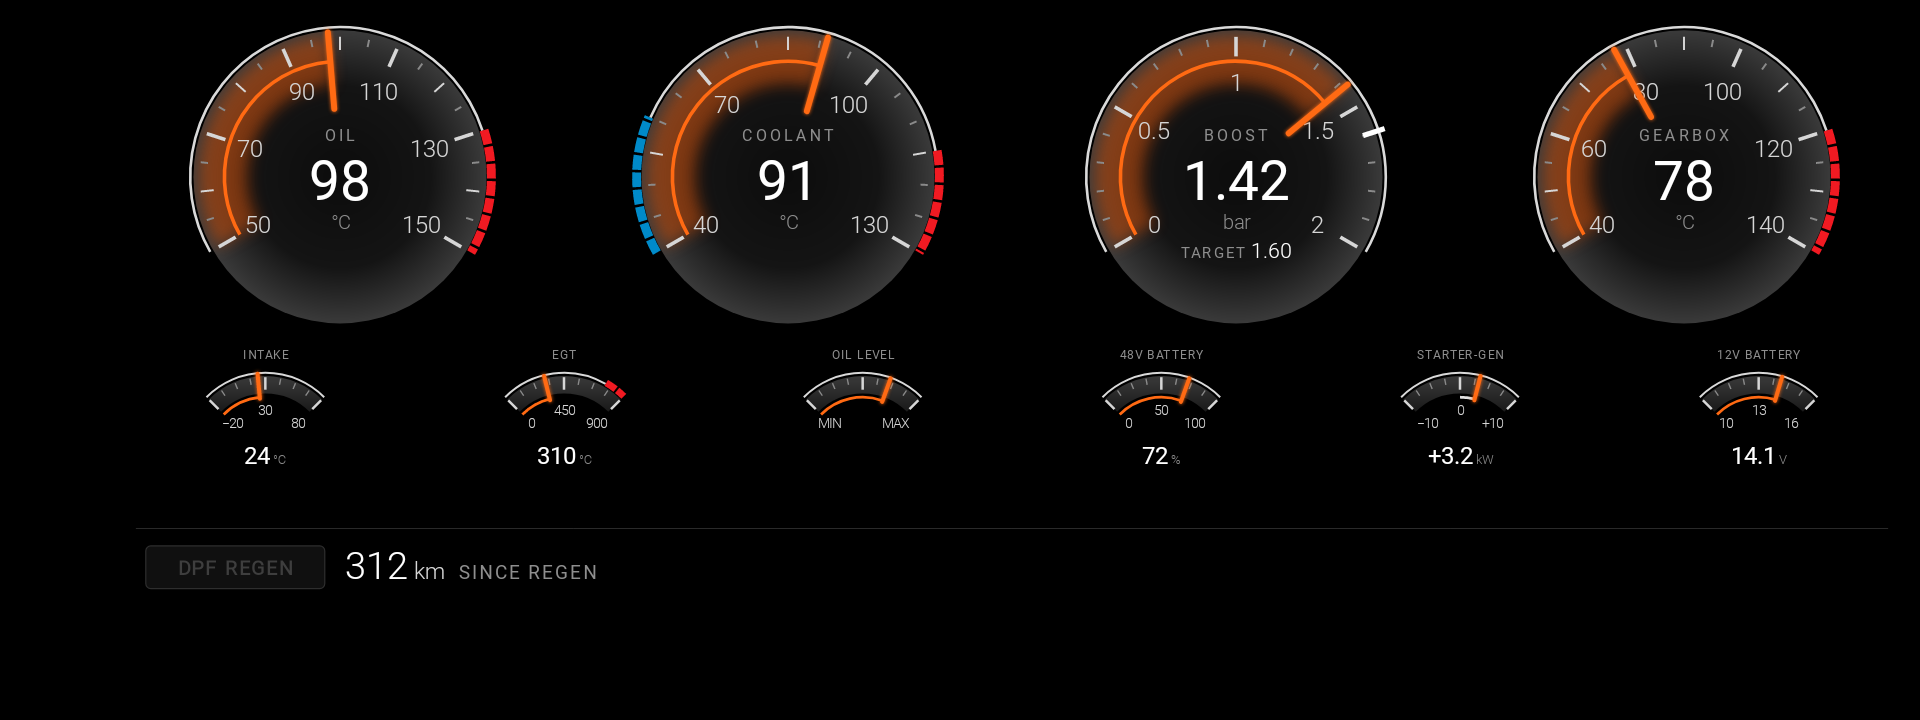 90 110
70 OIL 130
98
50 °C 150
70 100
COOLANT
91
40 °C 130
1
0.5 BOOST 1.5
1.42
0 bar 2
TARGET 1.60
80 100
60 GEARBOX 120
78
40 °C 140
INTAKE
30
−20 80
24 °C
EGT
450
0 900
310 °C
OIL LEVEL
MIN MAX
48V BATTERY
50
0 100
72 %
STARTER-GEN
0
−10 +10
+3.2 kW
12V BATTERY
13
10 16
14.1 V
DPF REGEN 312 km SINCE REGEN